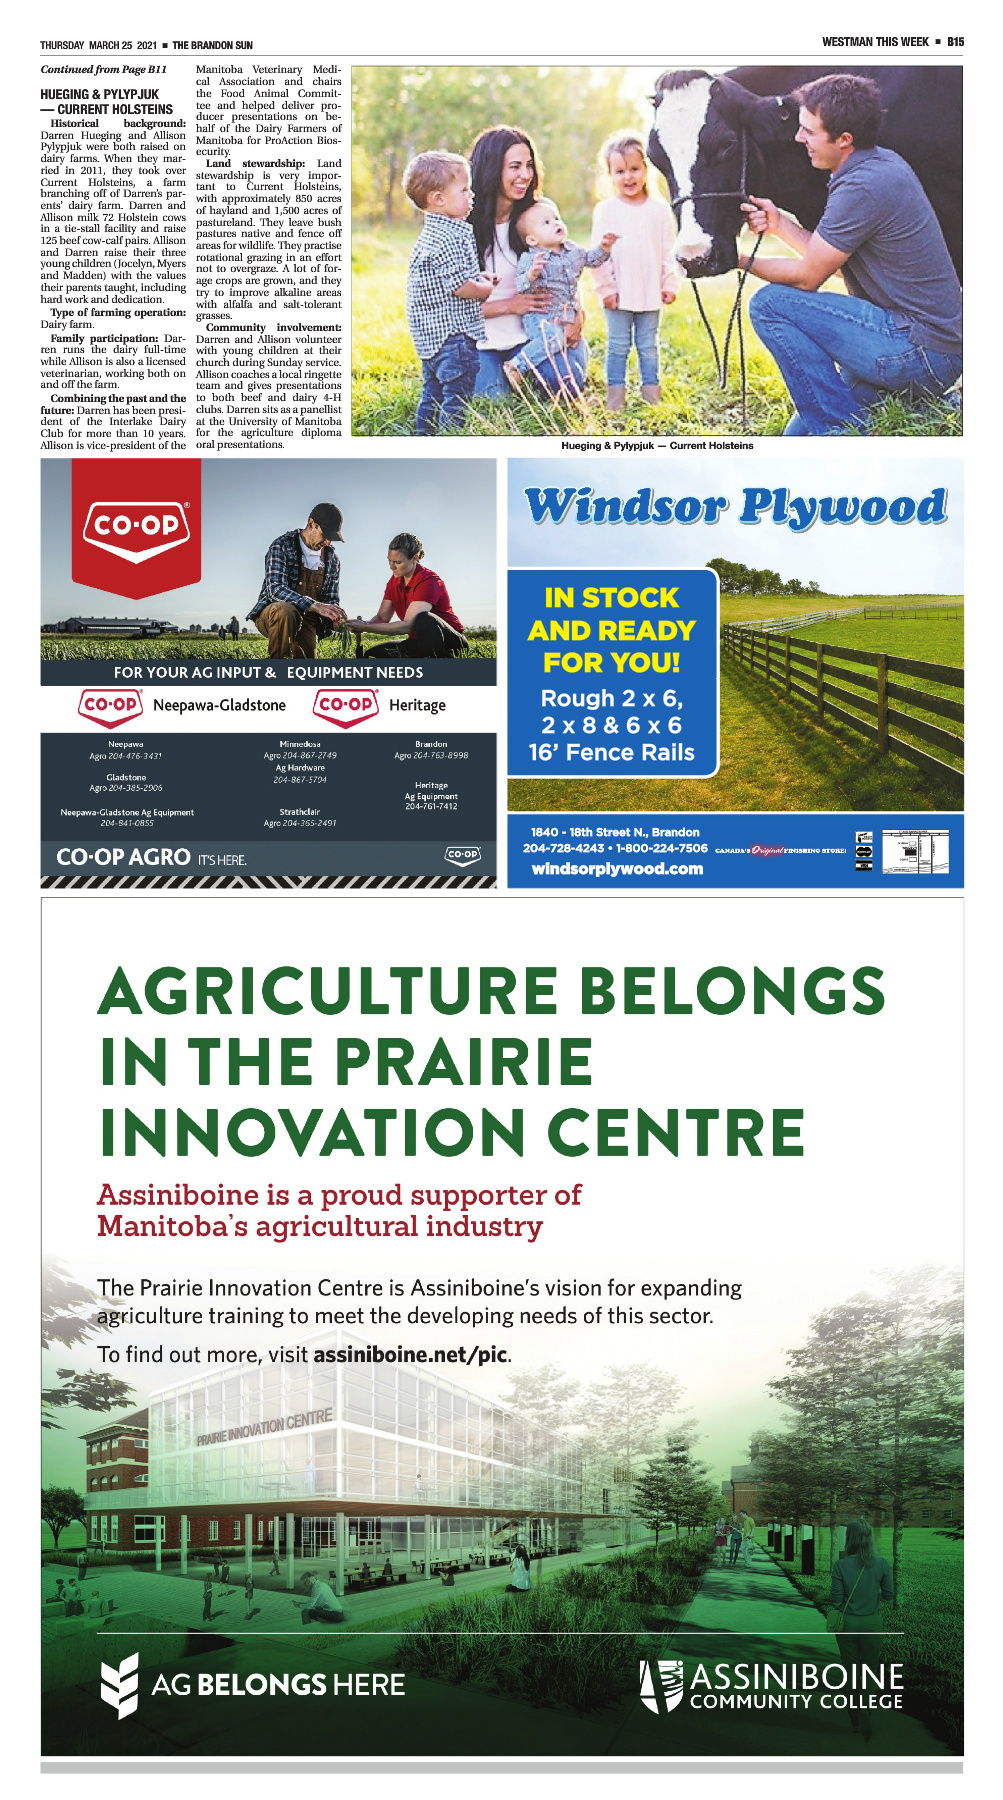 THURSDAY MARCH 25 2021 ■ THE BRANDON SUN
WESTMAN THIS WEEK ■ B15
Continued from Page B11
HUEGING & PYLYPJUK
— CURRENT HOLSTEINS
Historical background:
Darren Hueging and Allison
Pylypjuk were both raised on
dairy farms. When they mar-
ried in 2011, they took over
Current Holsteins, a farm
branching off of Darren's par-
ents' dairy farm. Darren and
Allison milk 72 Holstein cows
in a tie-stall facility and raise
125 beef cow-calf pairs. Allison
and Darren raise their three
young children (Jocelyn, Myers
and Madden) with the values
their parents taught, including
hard work and dedication.
Type of farming operation:
Dairy farm.
Family participation: Dar-
ren runs the dairy full-time
while Allison is also a licensed
veterinarian, working both on
and off the farm.
Combining the past and the
future: Darren has been presi-
dent of the Interlake Dairy
Club for more than 10 years.
Allison is vice-president of the
Manitoba Veterinary Medi-
cal Association and chairs
the Food Animal Commit-
tee and helped deliver pro-
ducer presentations on be-
half of the Dairy Farmers of
Manitoba for ProAction Bios-
ecurity.
Land stewardship: Land
stewardship is very impor-
tant to Current Holsteins,
with approximately 850 acres
of hayland and 1,500 acres of
pastureland. They leave bush
pastures native and fence off
areas for wildlife. They practise
rotational grazing in an effort
not to overgraze. A lot of for-
age crops are grown, and they
try to improve alkaline areas
with alfalfa and salt-tolerant
grasses.
Community involvement:
Darren and Allison volunteer
with young children at their
church during Sunday service.
Allison coaches a local ringette
team and gives presentations
to both beef and dairy 4-H
clubs. Darren sits as a panellist
at the University of Manitoba
for the agriculture diploma
oral presentations.
Hueging & Pylypjuk — Current Holsteins
CO·OP®
FOR YOUR AG INPUT & EQUIPMENT NEEDS
CO·OP® Neepawa-Gladstone
CO·OP® Heritage
Neepawa
Agro 204-476-3431
Gladstone
Agro 204-385-2906
Neepawa-Gladstone Ag Equipment
204-841-0855
Minnedosa
Agro 204-867-2749
Ag Hardware
204-867-5704
Strathclair
Agro 204-365-2491
Brandon
Agro 204-763-8998
Heritage
Ag Equipment
204-761-7412
CO·OP AGRO IT'S HERE.
CO·OP
Windsor Plywood
IN STOCK
AND READY
FOR YOU!
Rough 2 x 6,
2 x 8 & 6 x 6
16' Fence Rails
1840 - 18th Street N., Brandon
204-728-4243 • 1-800-224-7506
windsorplywood.com
CANADA'S Original FINISHING STORE!
AGRICULTURE BELONGS
IN THE PRAIRIE
INNOVATION CENTRE
Assiniboine is a proud supporter of
Manitoba's agricultural industry
The Prairie Innovation Centre is Assiniboine's vision for expanding
agriculture training to meet the developing needs of this sector.
To find out more, visit assiniboine.net/pic.
PRAIRIE INNOVATION CENTRE
AG BELONGS HERE
ASSINIBOINE
COMMUNITY COLLEGE